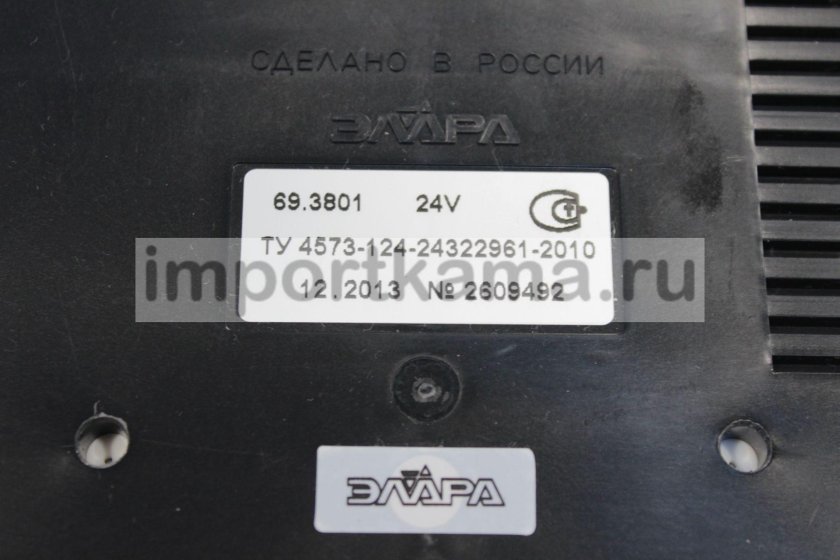 СДЕЛАНО В РОССИИ
ЭЛАРА
69.3801 24V
ТУ 4573-124-24322961-2010
importkama.ru
12.2013 № 2609492
ЭЛАРА